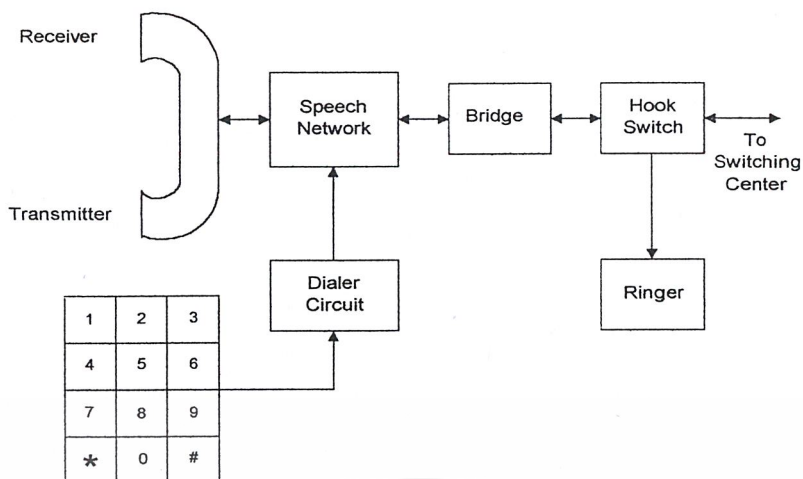 Receiver
Transmitter
Speech
Network
Bridge
Hook
Switch
To
Switching
Center
Dialer
Circuit
Ringer
1 2 3
4 5 6
7 8 9
* 0 #